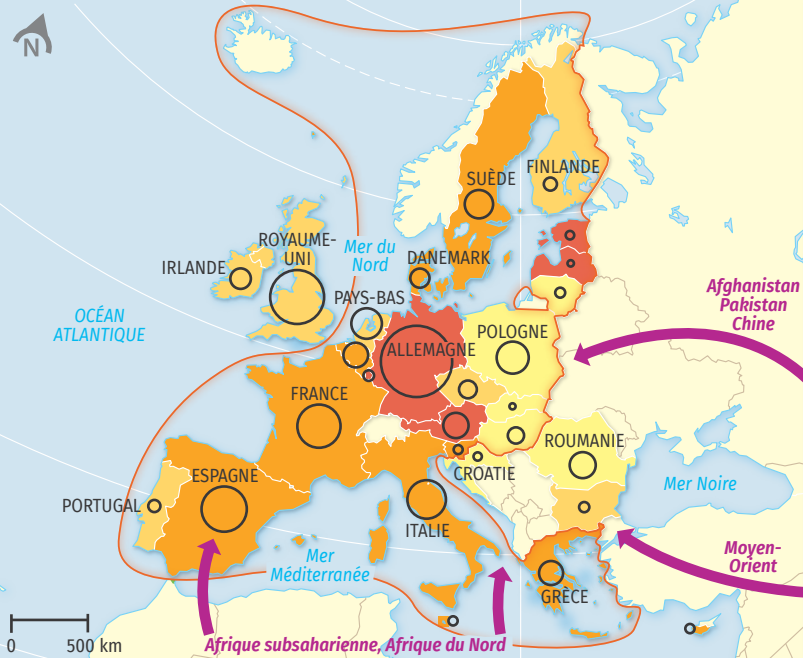 N
SUÈDE
FINLANDE
ROYAUME-
UNI
IRLANDE
Mer du
Nord
DANEMARK
PAYS-BAS
Afghanistan
Pakistan
Chine
OCÉAN
ATLANTIQUE
ALLEMAGNE
POLOGNE
FRANCE
ROUMANIE
CROATIE
ESPAGNE
PORTUGAL
ITALIE
Mer Noire
Mer
Méditerranée
Moyen-
Orient
GRÈCE
0
500 km
Afrique subsaharienne, Afrique du Nord